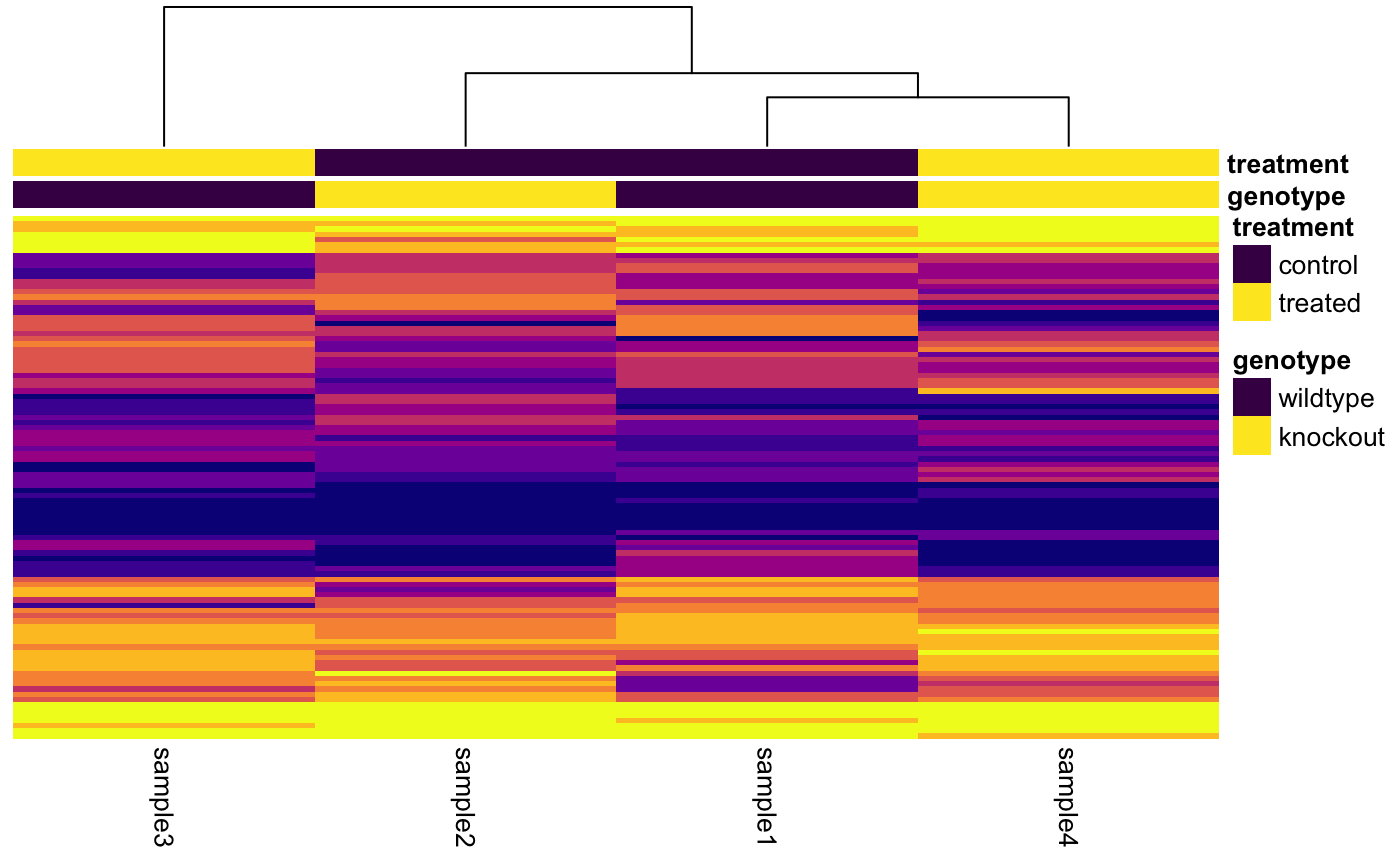 treatment
genotype
treatment
control
treated
genotype
wildtype
knockout
sample3
sample2
sample1
sample4